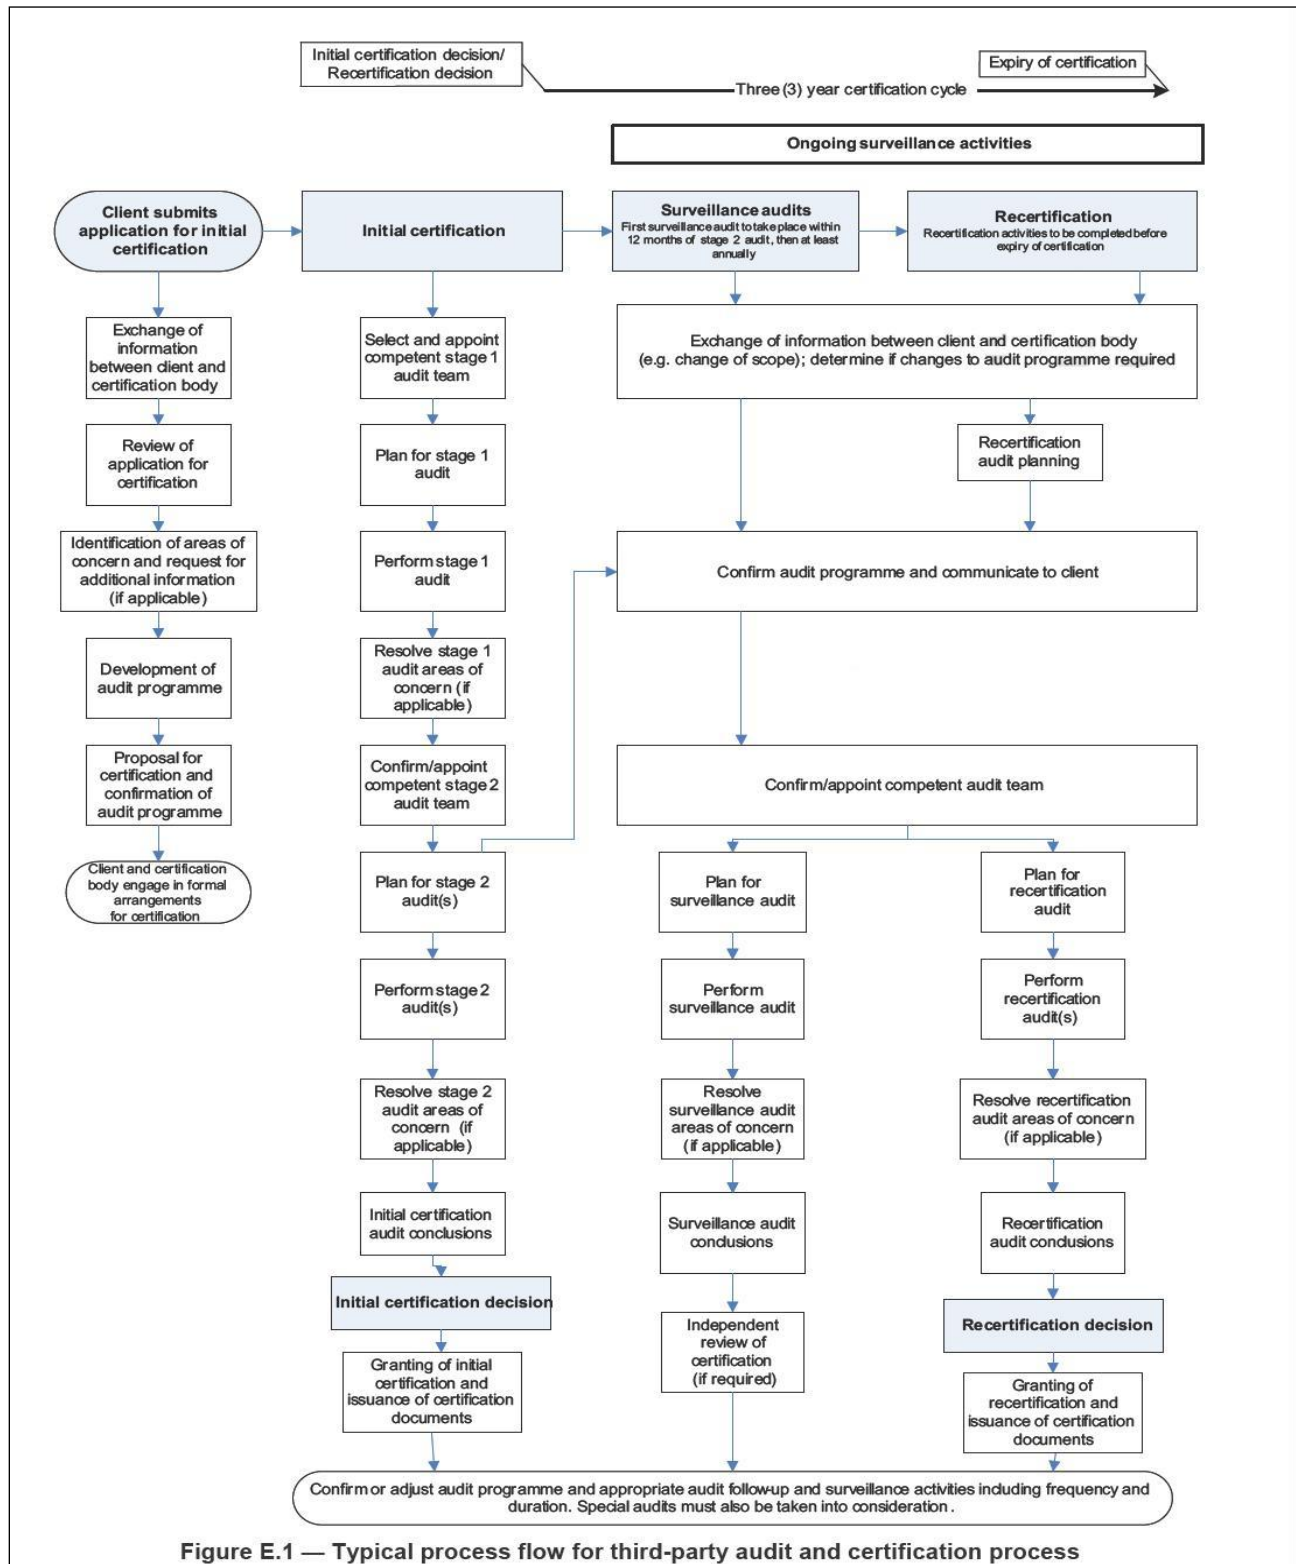 Initial certification decision/
Recertification decision
Expiry of certification
Three (3) year certification cycle
Ongoing surveillance activities
Client submits
application for initial
certification
Initial certification
Surveillance audits
First surveillance audit to take place within
12 months of stage 2 audit, then at least
annually
Recertification
Recertification activities to be completed before
expiry of certification
Exchange of
information
between client and
certification body
Review of
application for
certification
Identification of areas of
concern and request for
additional information
(if applicable)
Development of
audit programme
Proposal for
certification and
confirmation of
audit programme
Client and certification
body engage in formal
arrangements
for certification
Select and appoint
competent stage 1
audit team
Plan for stage 1
audit
Perform stage 1
audit
Resolve stage 1
audit areas of
concern (if
applicable)
Confirm/appoint
competent stage 2
audit team
Plan for stage 2
audit(s)
Perform stage 2
audit(s)
Resolve stage 2
audit areas of
concern (if
applicable)
Initial certification
audit conclusions
Initial certification decision
Granting of initial
certification and
issuance of certification
documents
Exchange of information between client and certification body
(e.g. change of scope); determine if changes to audit programme required
Recertification
audit planning
Confirm audit programme and communicate to client
Confirm/appoint competent audit team
Plan for
surveillance audit
Perform
surveillance audit
Resolve
surveillance audit
areas of concern
(if applicable)
Surveillance audit
conclusions
Independent
review of
certification
(if required)
Plan for
recertification
audit
Perform
recertification
audit(s)
Resolve recertification
audit areas of concern
(if applicable)
Recertification
audit conclusions
Recertification decision
Granting of
recertification and
issuance of certification
documents
Confirm or adjust audit programme and appropriate audit follow-up and surveillance activities including frequency and
duration. Special audits must also be taken into consideration.
Figure E.1 — Typical process flow for third-party audit and certification process